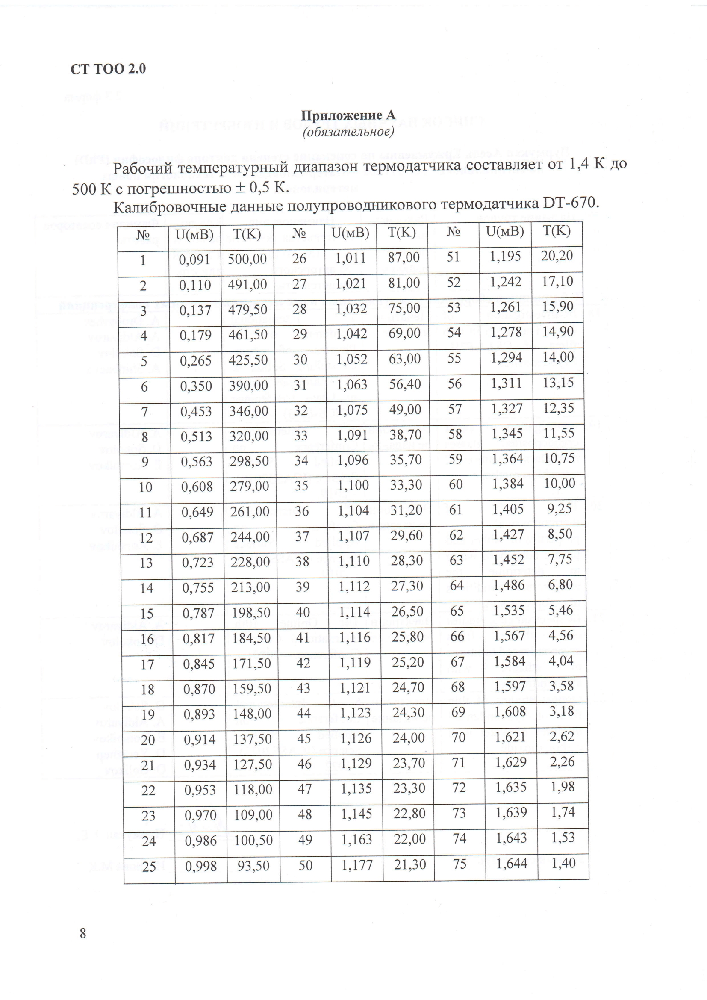 СТ ТОО 2.0
Приложение А
(обязательное)
Рабочий температурный диапазон термодатчика составляет от 1,4 К до
500 К с погрешностью ± 0,5 К.
Калибровочные данные полупроводникового термодатчика DT-670.
№ U(мВ) T(K) № U(мВ) T(K) № U(мВ) T(K)
1 0,091 500,00 26 1,011 87,00 51 1,195 20,20
2 0,110 491,00 27 1,021 81,00 52 1,242 17,10
3 0,137 479,50 28 1,032 75,00 53 1,261 15,90
4 0,179 461,50 29 1,042 69,00 54 1,278 14,90
5 0,265 425,50 30 1,052 63,00 55 1,294 14,00
6 0,350 390,00 31 1,063 56,40 56 1,311 13,15
7 0,453 346,00 32 1,075 49,00 57 1,327 12,35
8 0,513 320,00 33 1,091 38,70 58 1,345 11,55
9 0,563 298,50 34 1,096 35,70 59 1,364 10,75
10 0,608 279,00 35 1,100 33,30 60 1,384 10,00
11 0,649 261,00 36 1,104 31,20 61 1,405 9,25
12 0,687 244,00 37 1,107 29,60 62 1,427 8,50
13 0,723 228,00 38 1,110 28,30 63 1,452 7,75
14 0,755 213,00 39 1,112 27,30 64 1,486 6,80
15 0,787 198,50 40 1,114 26,50 65 1,535 5,46
16 0,817 184,50 41 1,116 25,80 66 1,567 4,56
17 0,845 171,50 42 1,119 25,20 67 1,584 4,04
18 0,870 159,50 43 1,121 24,70 68 1,597 3,58
19 0,893 148,00 44 1,123 24,30 69 1,608 3,18
20 0,914 137,50 45 1,126 24,00 70 1,621 2,62
21 0,934 127,50 46 1,129 23,70 71 1,629 2,26
22 0,953 118,00 47 1,135 23,30 72 1,635 1,98
23 0,970 109,00 48 1,145 22,80 73 1,639 1,74
24 0,986 100,50 49 1,163 22,00 74 1,643 1,53
25 0,998 93,50 50 1,177 21,30 75 1,644 1,40
8